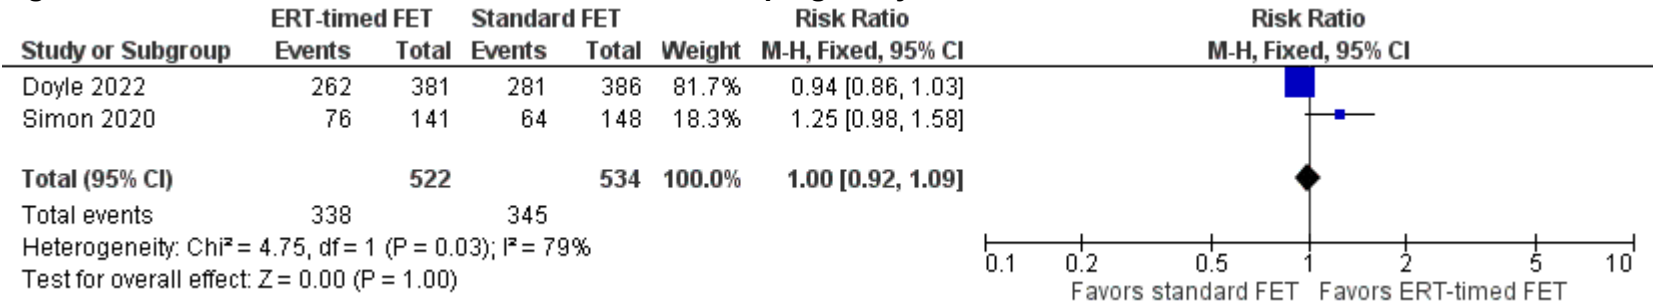 ERT-timed FET Standard FET Risk Ratio Risk Ratio
Study or Subgroup Events Total Events Total Weight M-H, Fixed, 95% CI M-H, Fixed, 95% CI
Doyle 2022 262 381 281 386 81.7% 0.94 [0.86, 1.03]
Simon 2020 76 141 64 148 18.3% 1.25 [0.98, 1.58]
Total (95% CI) 522 534 100.0% 1.00 [0.92, 1.09]
Total events 338 345
Heterogeneity: Chi² = 4.75, df = 1 (P = 0.03); I² = 79%
Test for overall effect: Z = 0.00 (P = 1.00)
0.1 0.2 0.5 1 2 5 10
Favors standard FET Favors ERT-timed FET